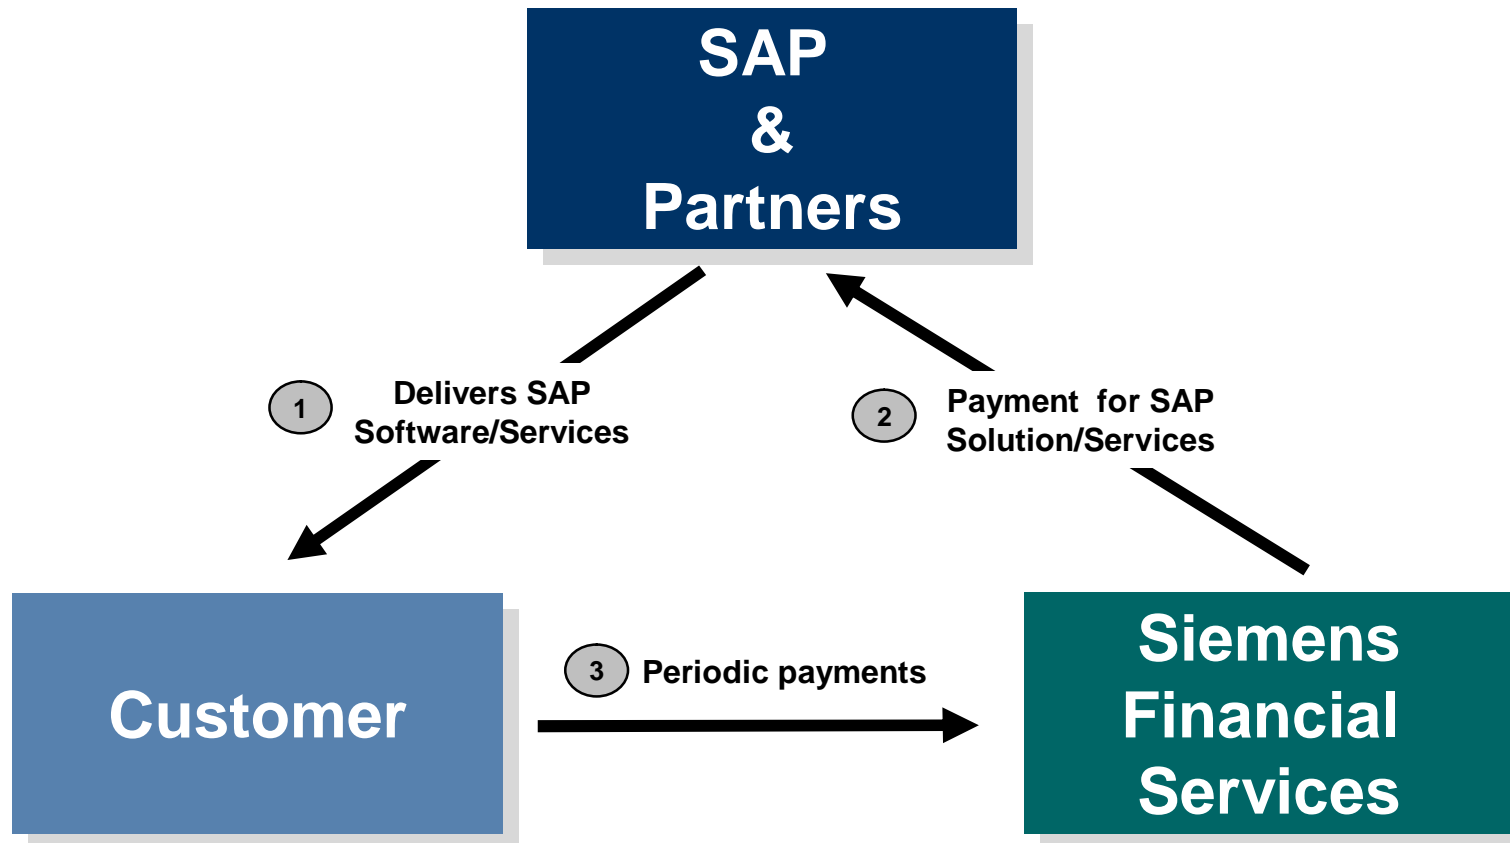 SAP
&
Partners
1
Delivers SAP
Software/Services
2
Payment for SAP
Solution/Services
3
Periodic payments
Customer
Siemens
Financial
Services